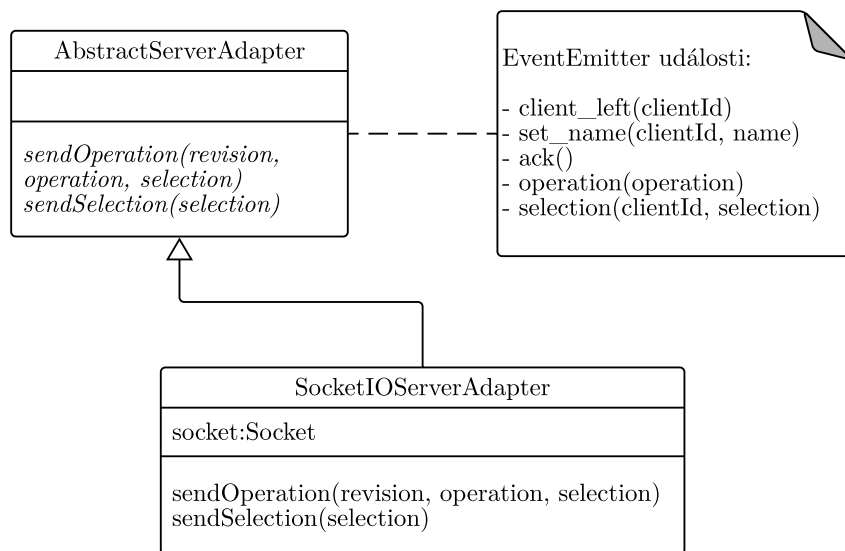 AbstractServerAdapter
sendOperation(revision,
operation, selection)
sendSelection(selection)
EventEmitter události:
- client_left(clientId)
- set_name(clientId, name)
- ack()
- operation(operation)
- selection(clientId, selection)
SocketIOServerAdapter
socket:Socket
sendOperation(revision, operation, selection)
sendSelection(selection)